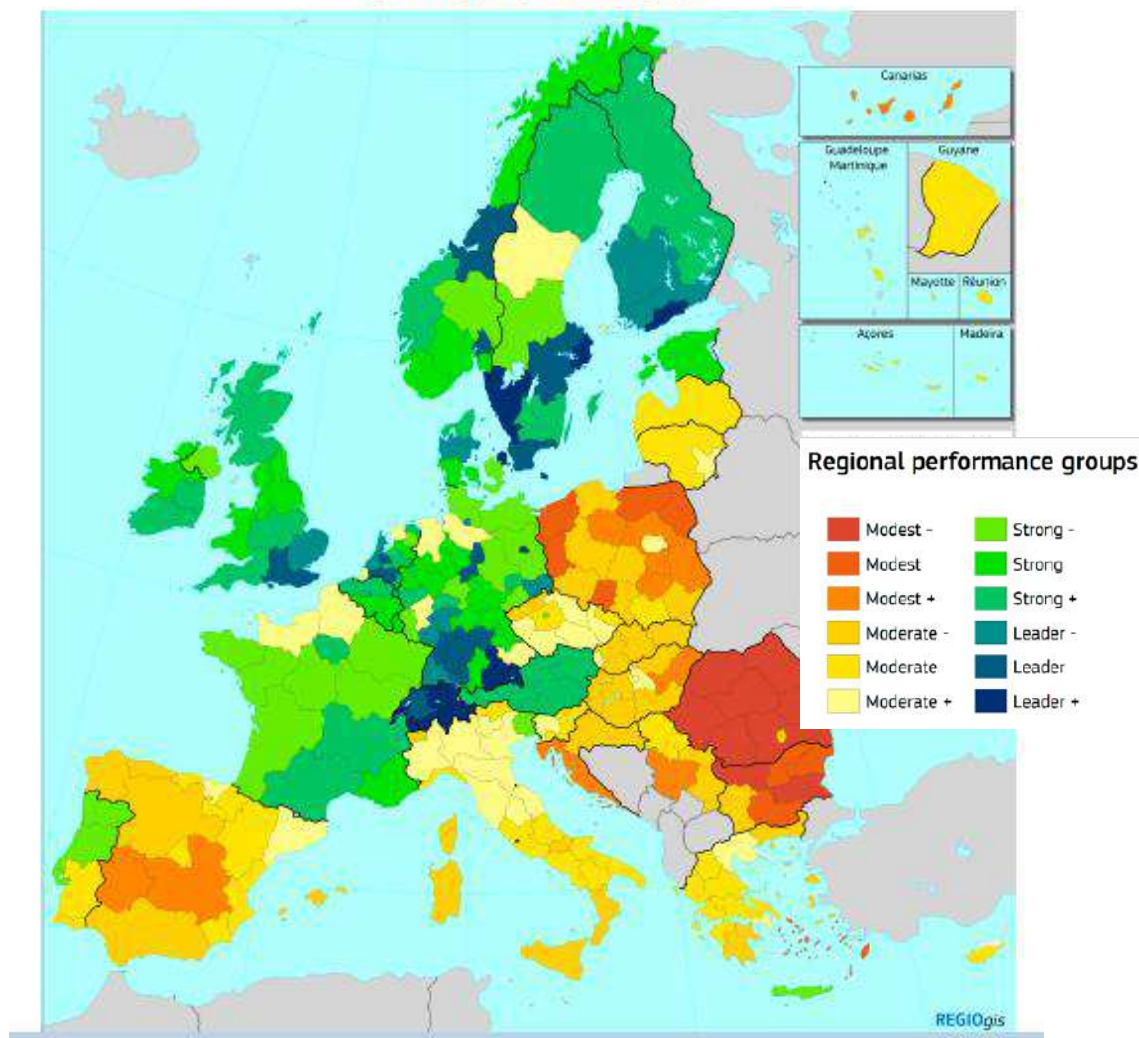 Canarias
Guadeloupe
Martinique
Guyane
Mayotte
Réunion
Açores
Madeira
Regional performance groups
Modest -
Modest
Modest +
Moderate -
Moderate
Moderate +
Strong -
Strong
Strong +
Leader -
Leader
Leader +
REGIOgis